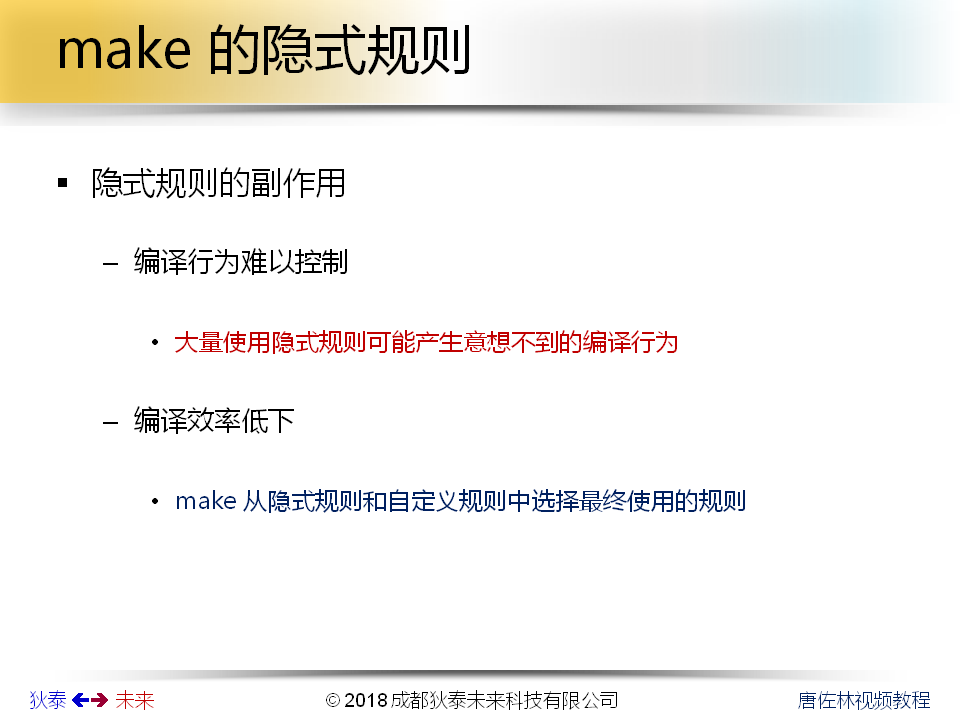 make 的隐式规则
▪ 隐式规则的副作用
– 编译行为难以控制
• 大量使用隐式规则可能产生意想不到的编译行为
– 编译效率低下
• make 从隐式规则和自定义规则中选择最终使用的规则
狄泰 未来
© 2018 成都狄泰未来科技有限公司
唐佐林视频教程